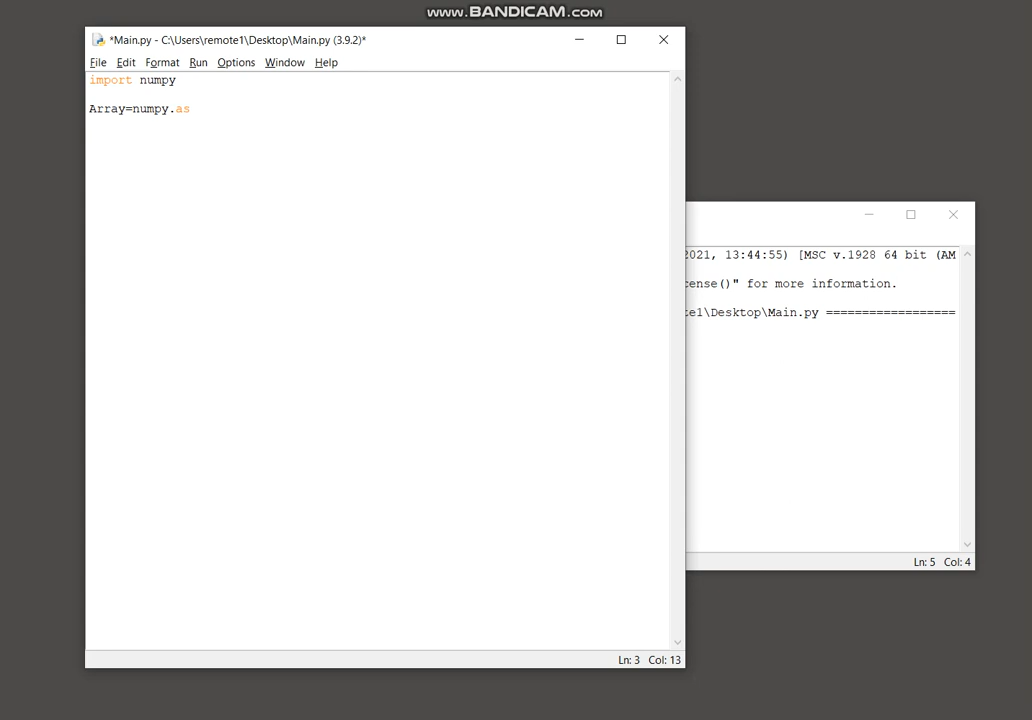 www.BANDICAM.com
*Main.py - C:\Users\remote1\Desktop\Main.py (3.9.2)*
File Edit Format Run Options Window Help
import numpy
Array=numpy.as
2021, 13:44:55) [MSC v.1928 64 bit (AM
cense()" for more information.
te1\Desktop\Main.py ==================
Ln: 5 Col: 4
Ln: 3 Col: 13